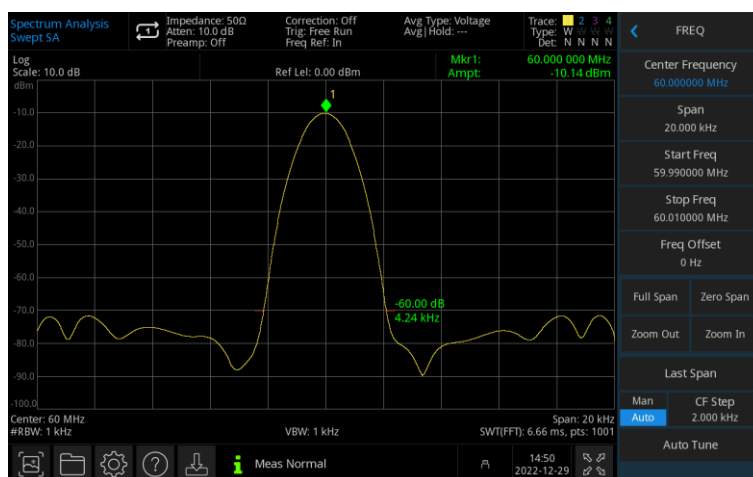 Spectrum Analysis
Swept SA
Impedance: 50Ω
Atten: 10.0 dB
Preamp: Off
Correction: Off
Trig: Free Run
Freq Ref: In
Avg Type: Voltage
Avg|Hold: ---
Trace: 1 2 3 4
Type: W W W W
Det: N N N N
Log
Scale: 10.0 dB
Ref Lel: 0.00 dBm
Mkr1: 60.000 000 MHz
Ampt: -10.14 dBm
dBm
1
-10.0
-20.0
-30.0
-40.0
-50.0
-60.0
-70.0
-80.0
-90.0
-100.0
-60.00 dB
4.24 kHz
Center: 60 MHz
Span: 20 kHz
#RBW: 1 kHz
VBW: 1 kHz
SWT(FFT): 6.66 ms, pts: 1001
Meas Normal
14:50
2022-12-29
FREQ
Center Frequency
60.000000 MHz
Span
20.000 kHz
Start Freq
59.990000 MHz
Stop Freq
60.010000 MHz
Freq Offset
0 Hz
Full Span
Zero Span
Zoom Out
Zoom In
Last Span
Man
Auto
CF Step
2.000 kHz
Auto Tune